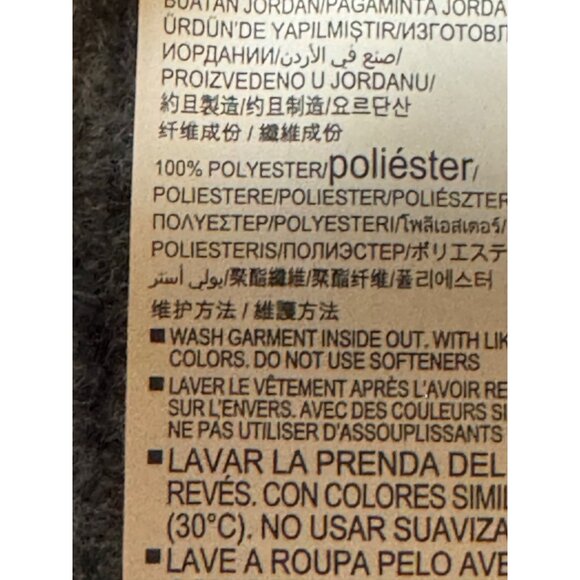 BUATAN JORDAN/PAGAMINTA JORDA
ÜRDÜN'DE YAPILMIŞTIR/ИЗГОТОВЛ
ИОРДАНИИ/صنع في الأردن/
PROIZVEDENO U JORDANU/
約旦製造/约旦制造/요르단산
纤维成份 / 纖維成份
100% POLYESTER/poliéster/
POLIESTERE/POLIESTER/POLIÉSZTER
ΠΟΛΥΕΣΤΕΡ/POLYESTERI/โพลีเอสเตอร์/
POLIESTERIS/ПОЛИЭСТЕР/ポリエステ
بولي أستر/聚酯纖維/聚酯纤维/폴리에스터
维护方法 / 維護方法
■ WASH GARMENT INSIDE OUT. WITH LIK
COLORS. DO NOT USE SOFTENERS
■ LAVER LE VÊTEMENT APRÈS L'AVOIR RE
SUR L'ENVERS. AVEC DES COULEURS SI
NE PAS UTILISER D'ASSOUPLISSANTS
■ LAVAR LA PRENDA DEL
REVÉS. CON COLORES SIMIL
(30°C). NO USAR SUAVIZA
■ LAVE A ROUPA PELO AVE